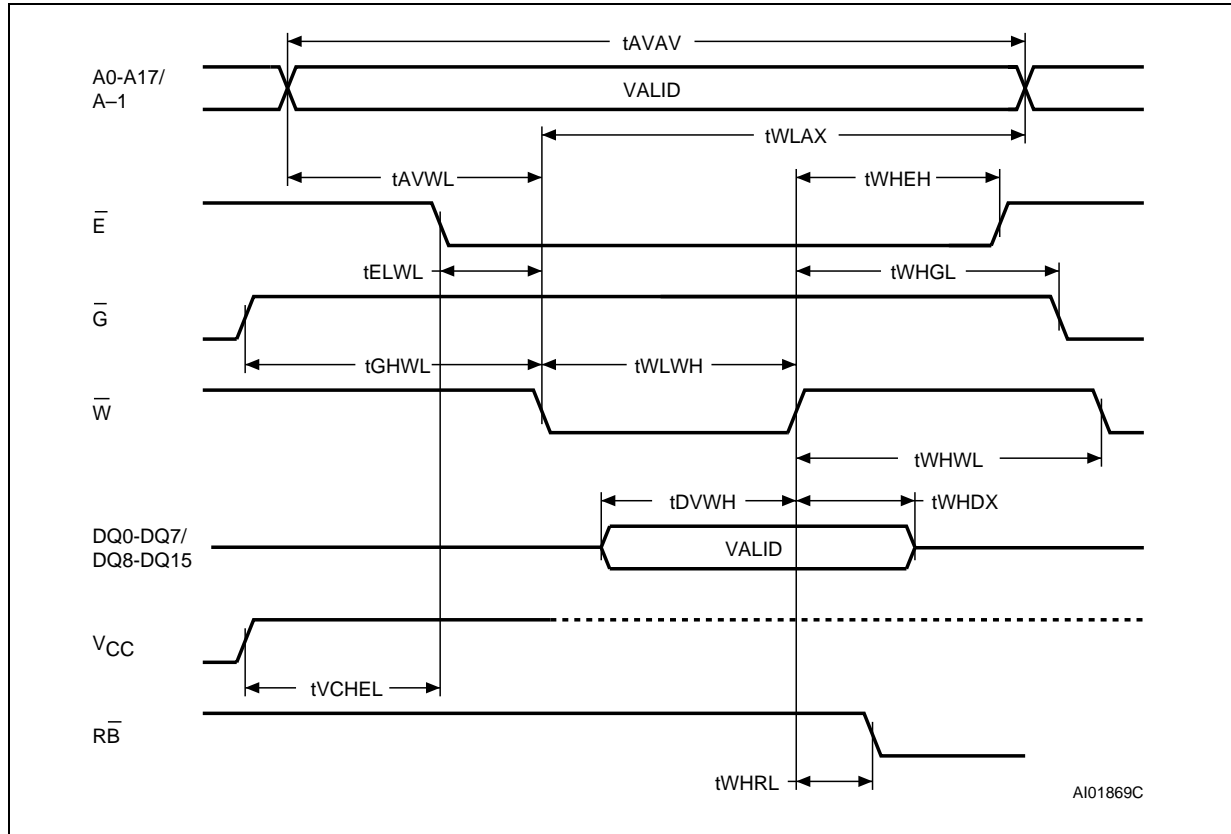 tAVAV
A0-A17/
A–1
VALID
tWLAX
tAVWL
tWHEH
E̅
tELWL
tWHGL
G̅
tGHWL
tWLWH
W̅
tWHWL
tDVWH
tWHDX
DQ0-DQ7/
DQ8-DQ15
VALID
VCC
tVCHEL
RB̅
tWHRL
AI01869C